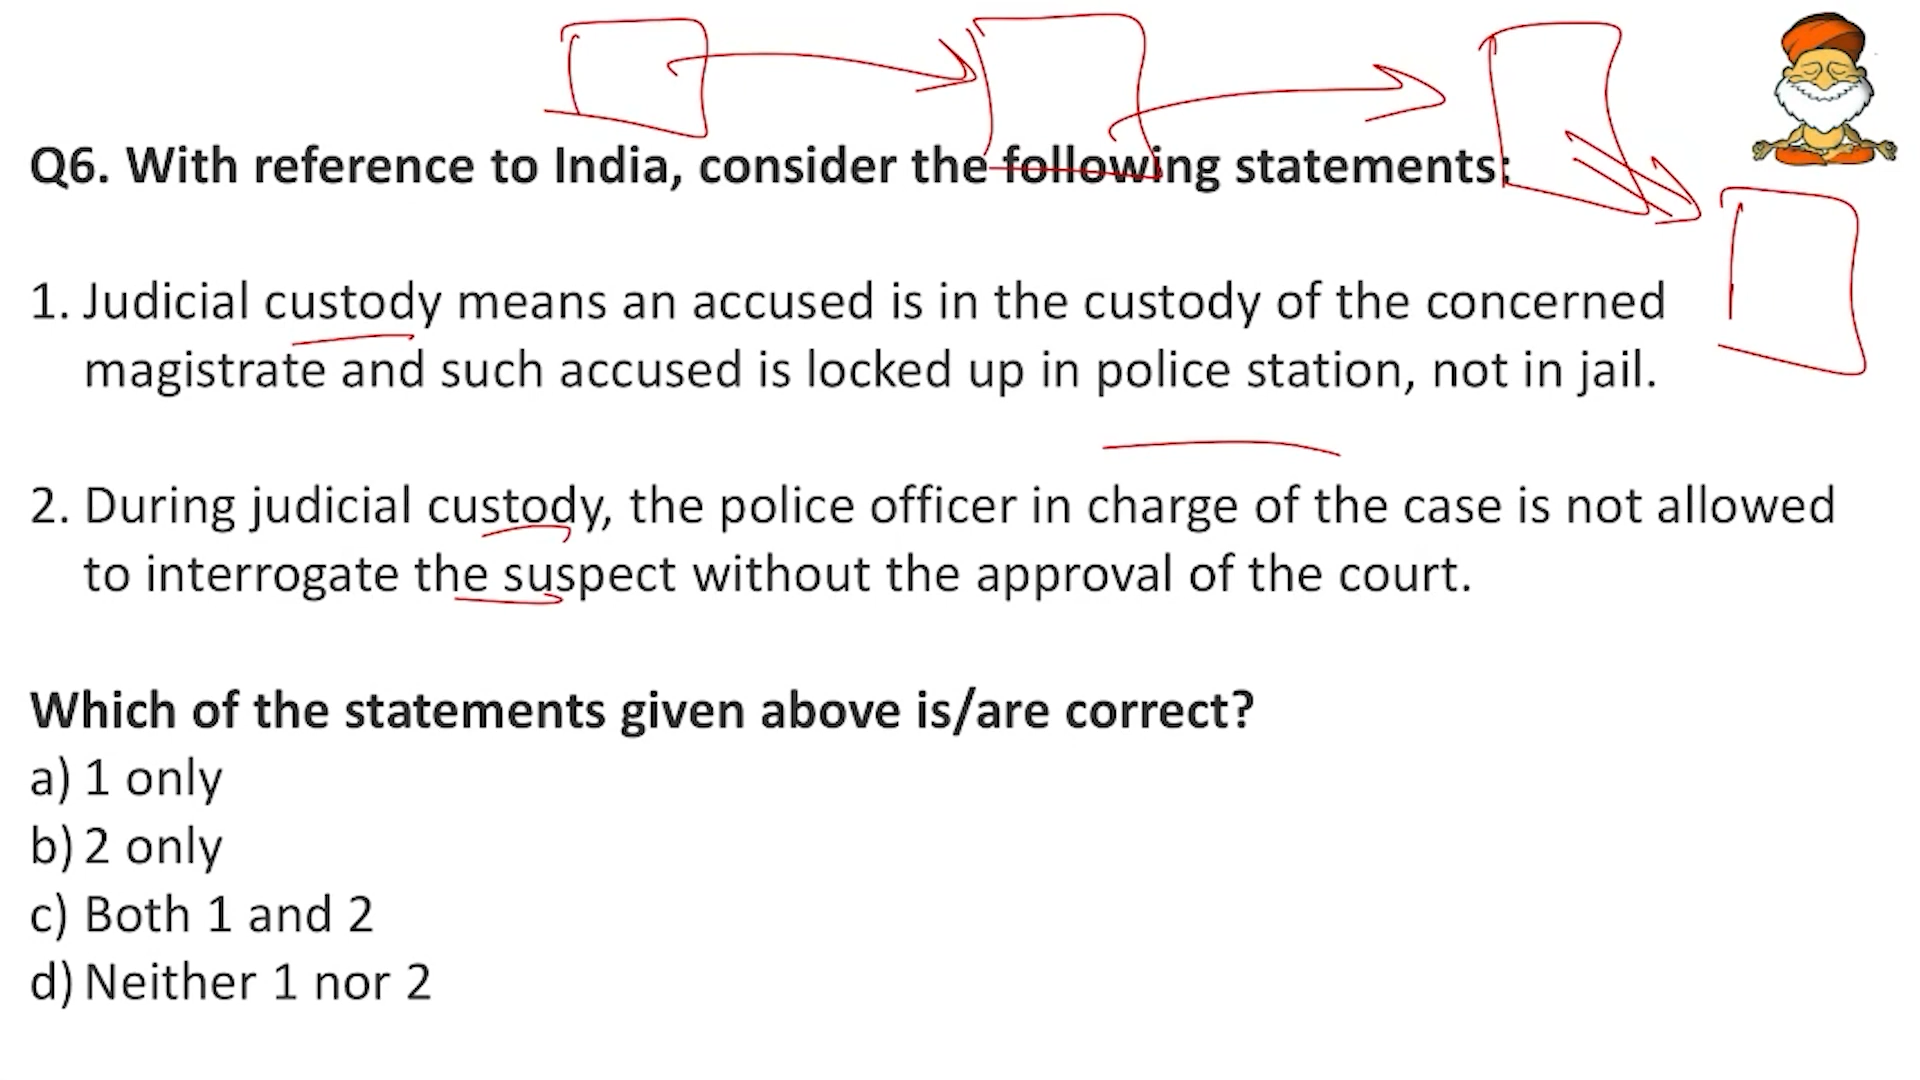 Q6. With reference to India, consider the following statements:
1. Judicial custody means an accused is in the custody of the concerned
magistrate and such accused is locked up in police station, not in jail.
2. During judicial custody, the police officer in charge of the case is not allowed
to interrogate the suspect without the approval of the court.
Which of the statements given above is/are correct?
a) 1 only
b) 2 only
c) Both 1 and 2
d) Neither 1 nor 2